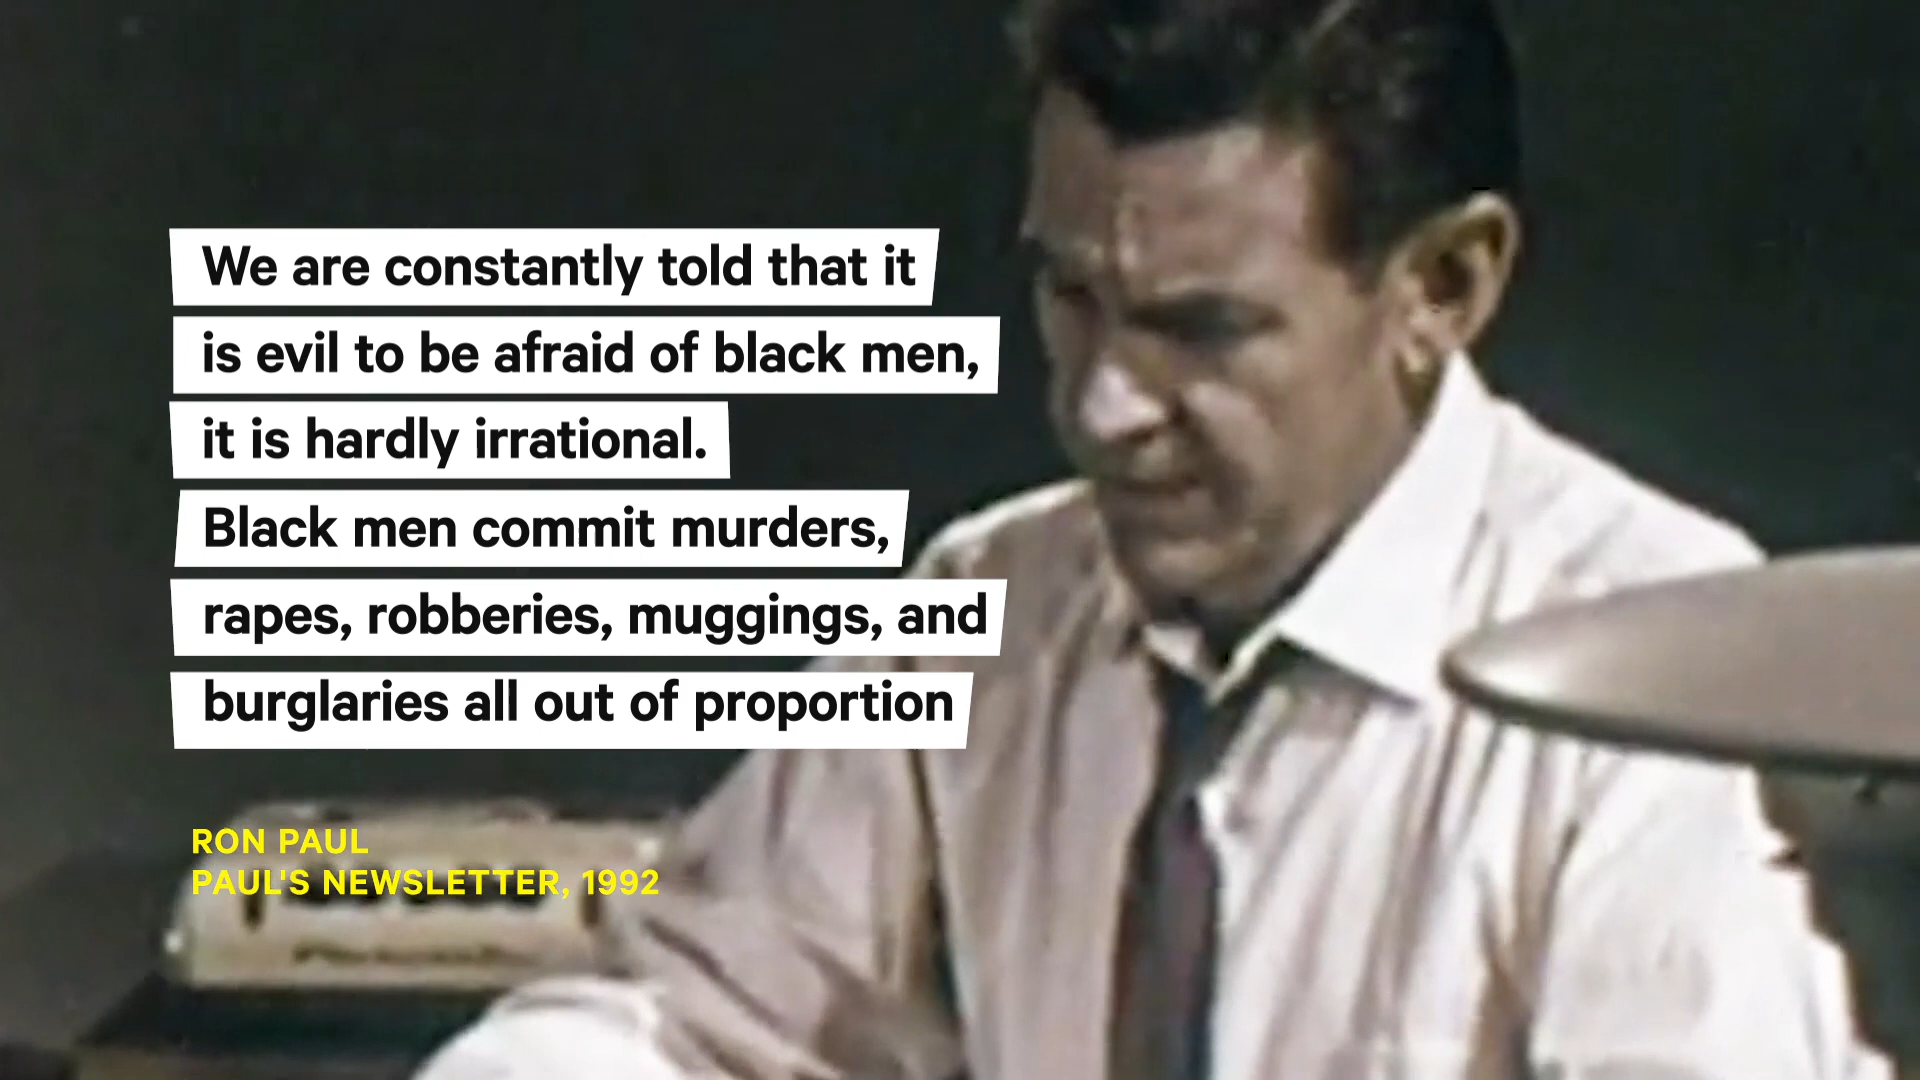 We are constantly told that it
is evil to be afraid of black men,
it is hardly irrational.
Black men commit murders,
rapes, robberies, muggings, and
burglaries all out of proportion
RON PAUL
PAUL'S NEWSLETTER, 1992